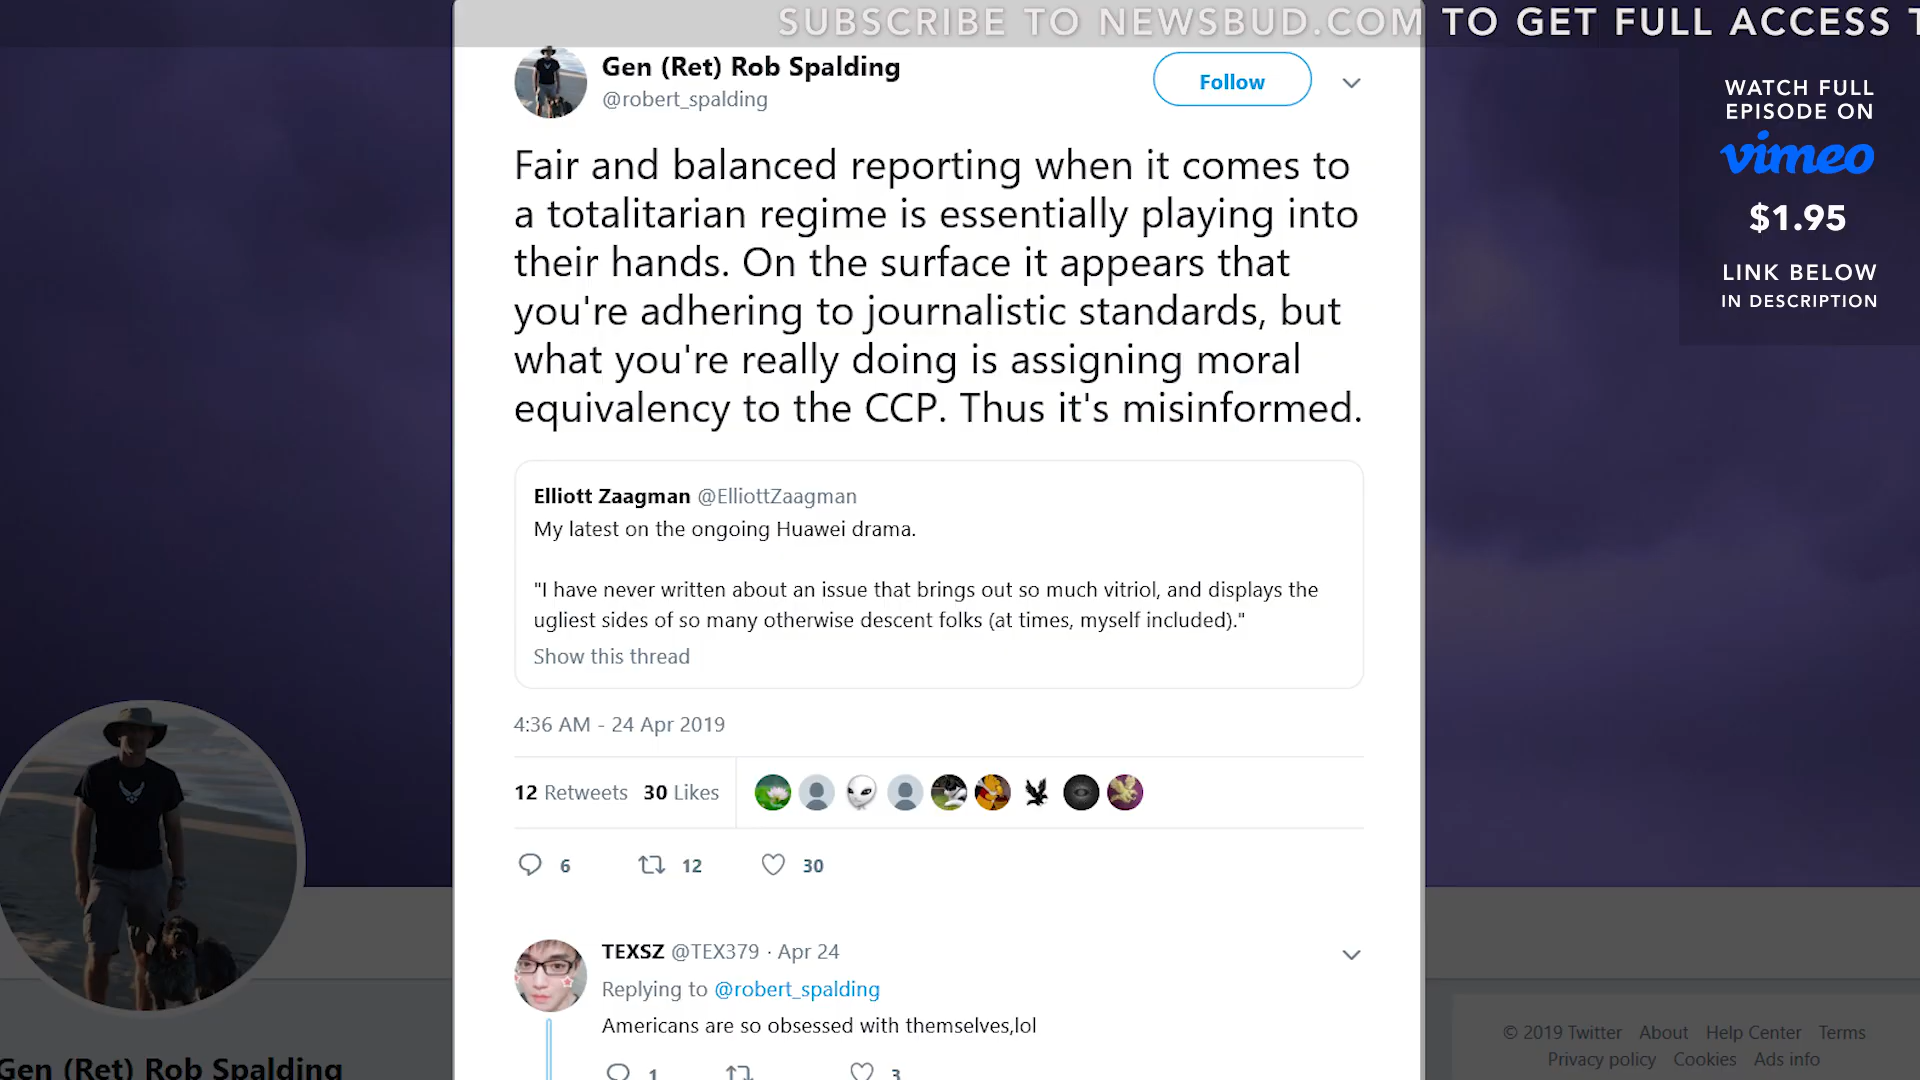 SUBSCRIBE TO NEWSBUD.COM TO GET FULL ACCESS T
WATCH FULL
EPISODE ON
vimeo
$1.95
LINK BELOW
IN DESCRIPTION
Gen (Ret) Rob Spalding
@robert_spalding
Follow
Fair and balanced reporting when it comes to
a totalitarian regime is essentially playing into
their hands. On the surface it appears that
you're adhering to journalistic standards, but
what you're really doing is assigning moral
equivalency to the CCP. Thus it's misinformed.
Elliott Zaagman @ElliottZaagman
My latest on the ongoing Huawei drama.
"I have never written about an issue that brings out so much vitriol, and displays the
ugliest sides of so many otherwise descent folks (at times, myself included)."
Show this thread
4:36 AM - 24 Apr 2019
12 Retweets 30 Likes
6 12 30
TEXSZ @TEX379 · Apr 24
Replying to @robert_spalding
Americans are so obsessed with themselves,lol
1 3
Gen (Ret) Rob Spalding
© 2019 Twitter About Help Center Terms
Privacy policy Cookies Ads info